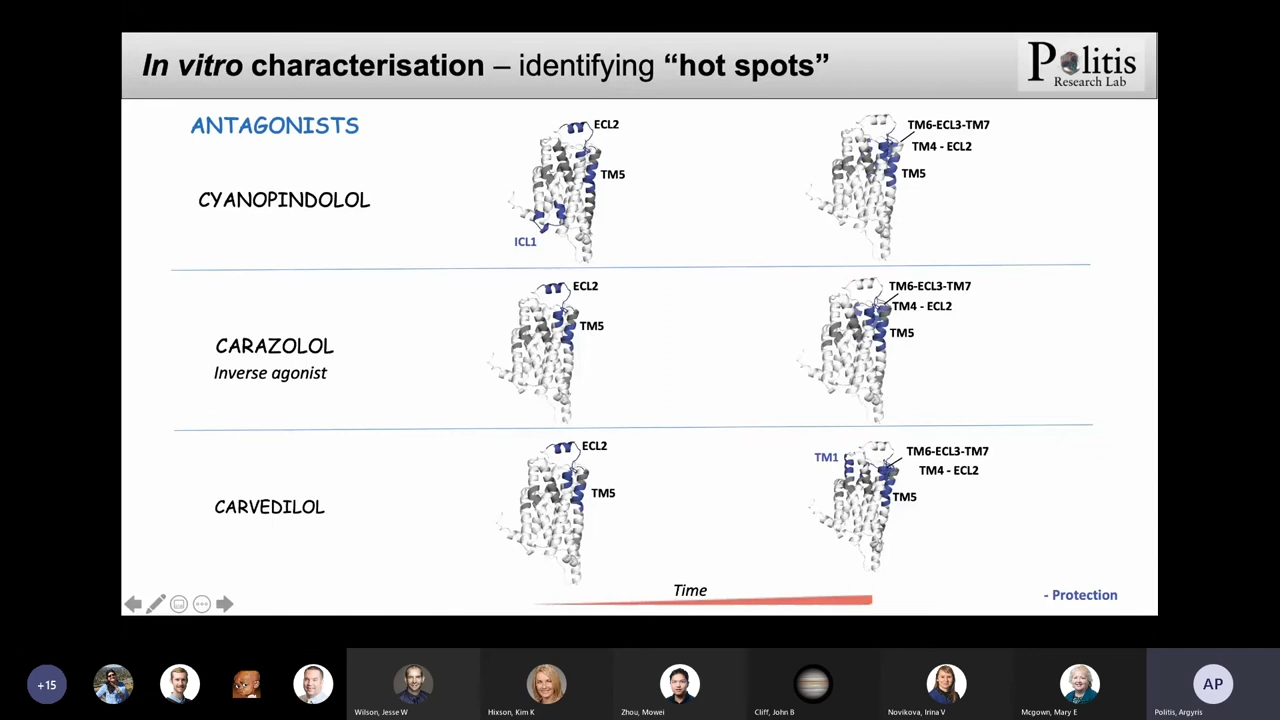 In vitro characterisation – identifying “hot spots”
Politis
Research Lab
ANTAGONISTS
CYANOPINDOLOL
ECL2
TM5
ICL1
TM6-ECL3-TM7
TM4 - ECL2
TM5
CARAZOLOL
Inverse agonist
ECL2
TM5
TM6-ECL3-TM7
TM4 - ECL2
TM5
CARVEDILOL
ECL2
TM5
TM1
TM6-ECL3-TM7
TM4 - ECL2
TM5
Time
- Protection
+15
Wilson, Jesse W
Hixson, Kim K
Zhou, Mowei
Cliff, John B
Novikova, Irina V
Mcgown, Mary E
AP
Politis, Argyris